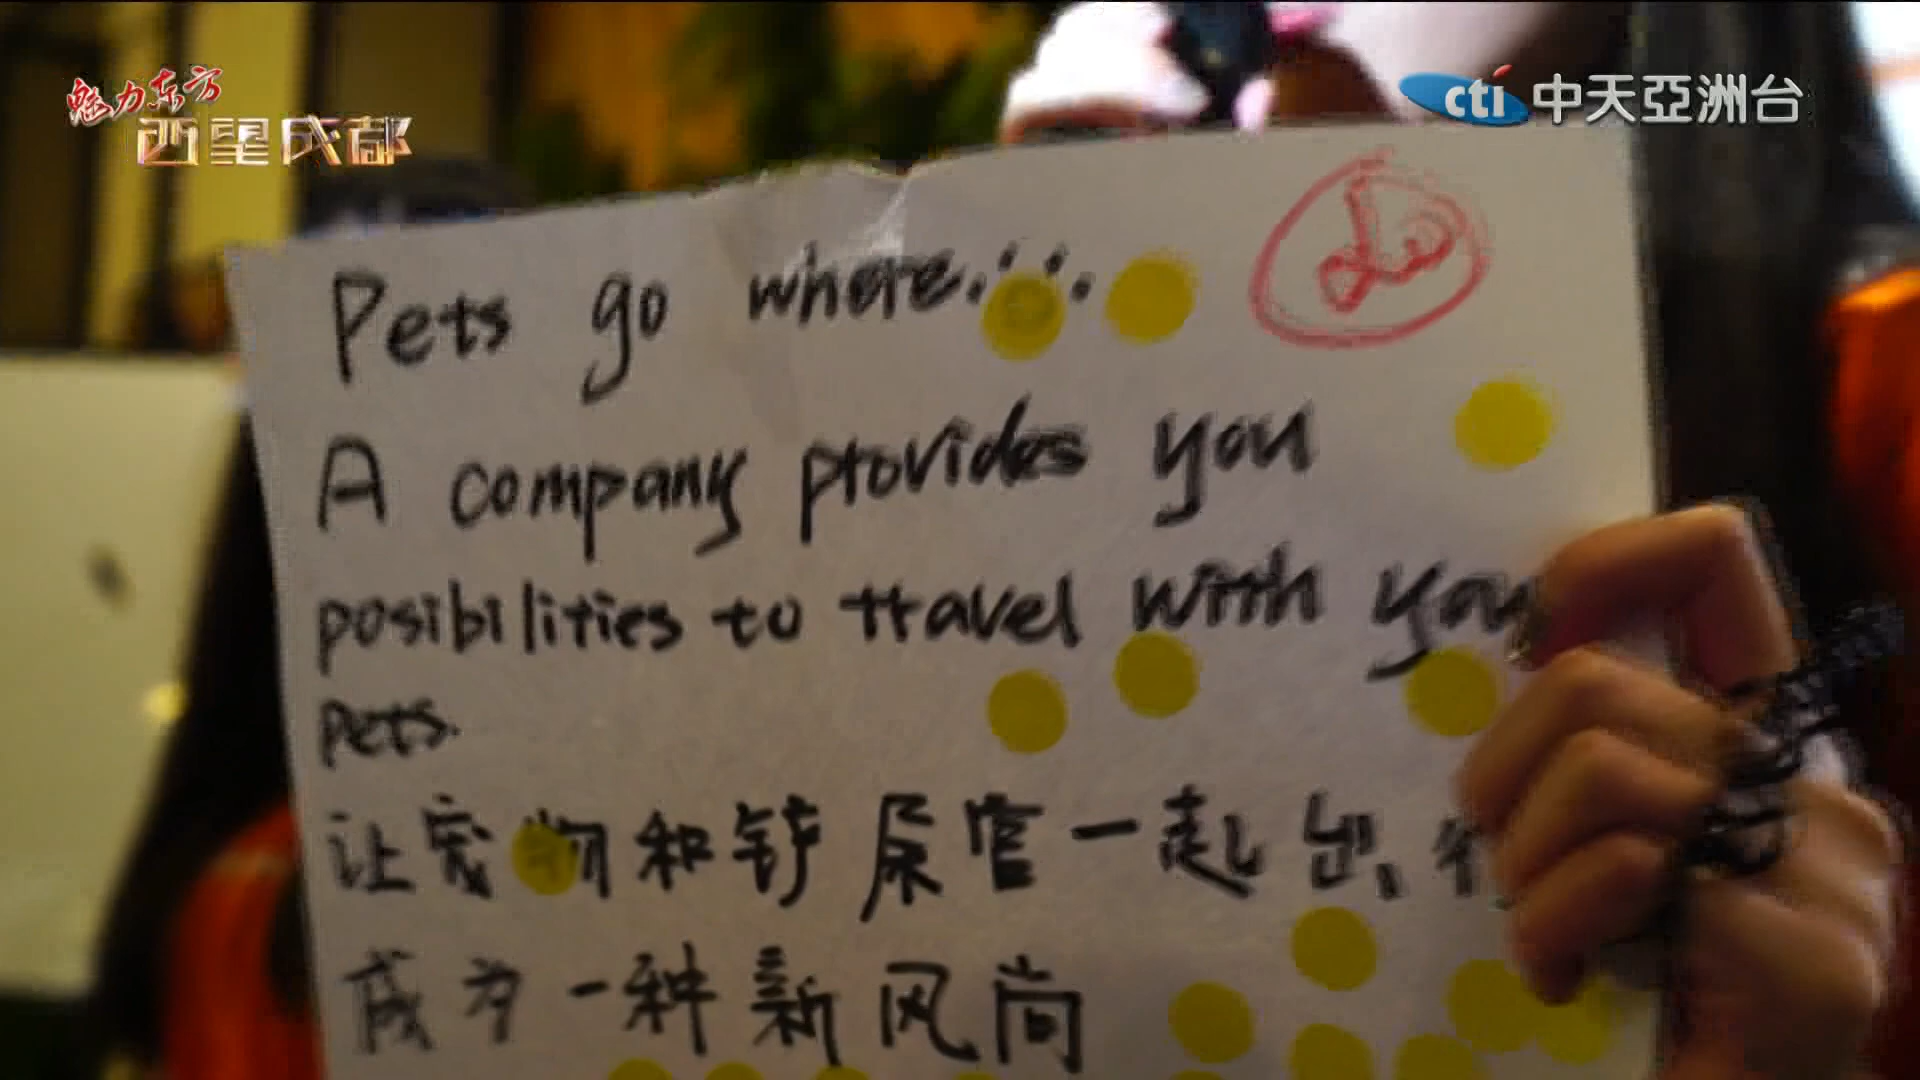 魅力东方
西望成都
cti 中天亞洲台
Pets go where......
A company provides you
posibilities to travel with you
pets.
让宠物和铲屎官一起出行
成为一种新风尚